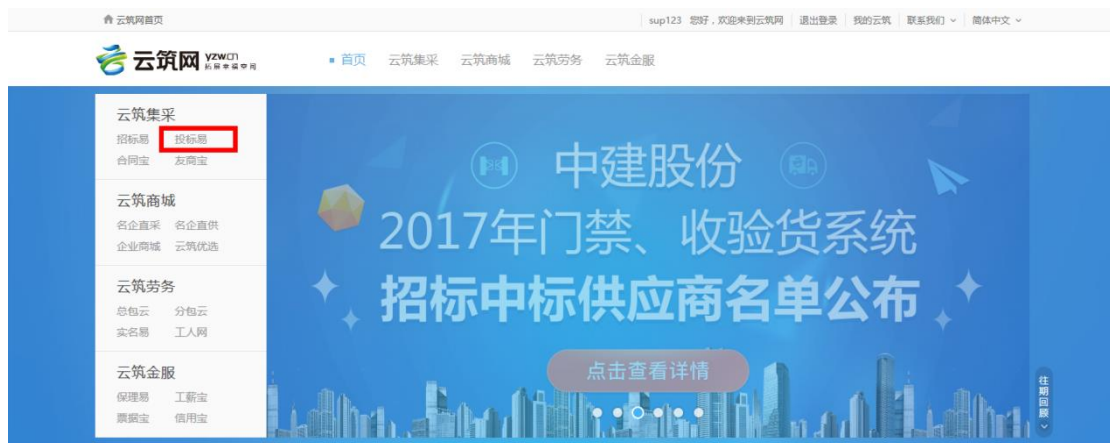 云筑网首页
sup123 您好，欢迎来到云筑网 退出登录 我的云筑 联系我们 简体中文
云筑网 yzw.cn
拓展幸福空间
首页 云筑集采 云筑商城 云筑劳务 云筑金服
云筑集采
招标易 投标易
合同宝 友商宝
云筑商城
名企直采 名企直供
企业商城 云筑优选
云筑劳务
总包云 分包云
实名易 工人网
云筑金服
保理易 工薪宝
票据宝 信用宝
中建股份
2017年门禁、收验货系统
招标中标供应商名单公布
点击查看详情
往期回顾